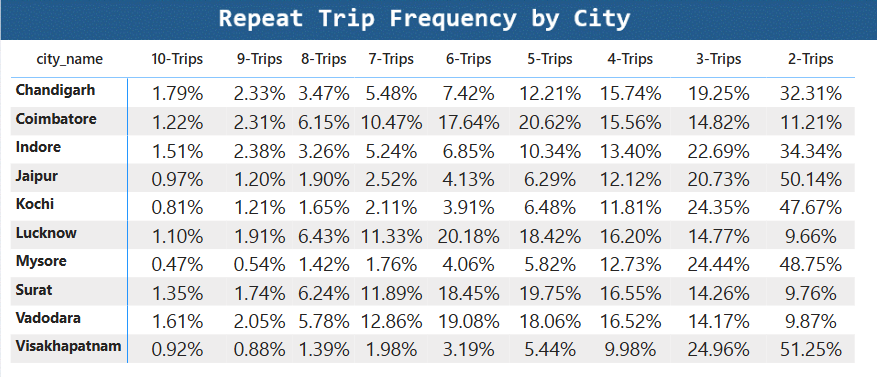 Repeat Trip Frequency by City
city_name 10-Trips 9-Trips 8-Trips 7-Trips 6-Trips 5-Trips 4-Trips 3-Trips 2-Trips
Chandigarh 1.79% 2.33% 3.47% 5.48% 7.42% 12.21% 15.74% 19.25% 32.31%
Coimbatore 1.22% 2.31% 6.15% 10.47% 17.64% 20.62% 15.56% 14.82% 11.21%
Indore 1.51% 2.38% 3.26% 5.24% 6.85% 10.34% 13.40% 22.69% 34.34%
Jaipur 0.97% 1.20% 1.90% 2.52% 4.13% 6.29% 12.12% 20.73% 50.14%
Kochi 0.81% 1.21% 1.65% 2.11% 3.91% 6.48% 11.81% 24.35% 47.67%
Lucknow 1.10% 1.91% 6.43% 11.33% 20.18% 18.42% 16.20% 14.77% 9.66%
Mysore 0.47% 0.54% 1.42% 1.76% 4.06% 5.82% 12.73% 24.44% 48.75%
Surat 1.35% 1.74% 6.24% 11.89% 18.45% 19.75% 16.55% 14.26% 9.76%
Vadodara 1.61% 2.05% 5.78% 12.86% 19.08% 18.06% 16.52% 14.17% 9.87%
Visakhapatnam 0.92% 0.88% 1.39% 1.98% 3.19% 5.44% 9.98% 24.96% 51.25%